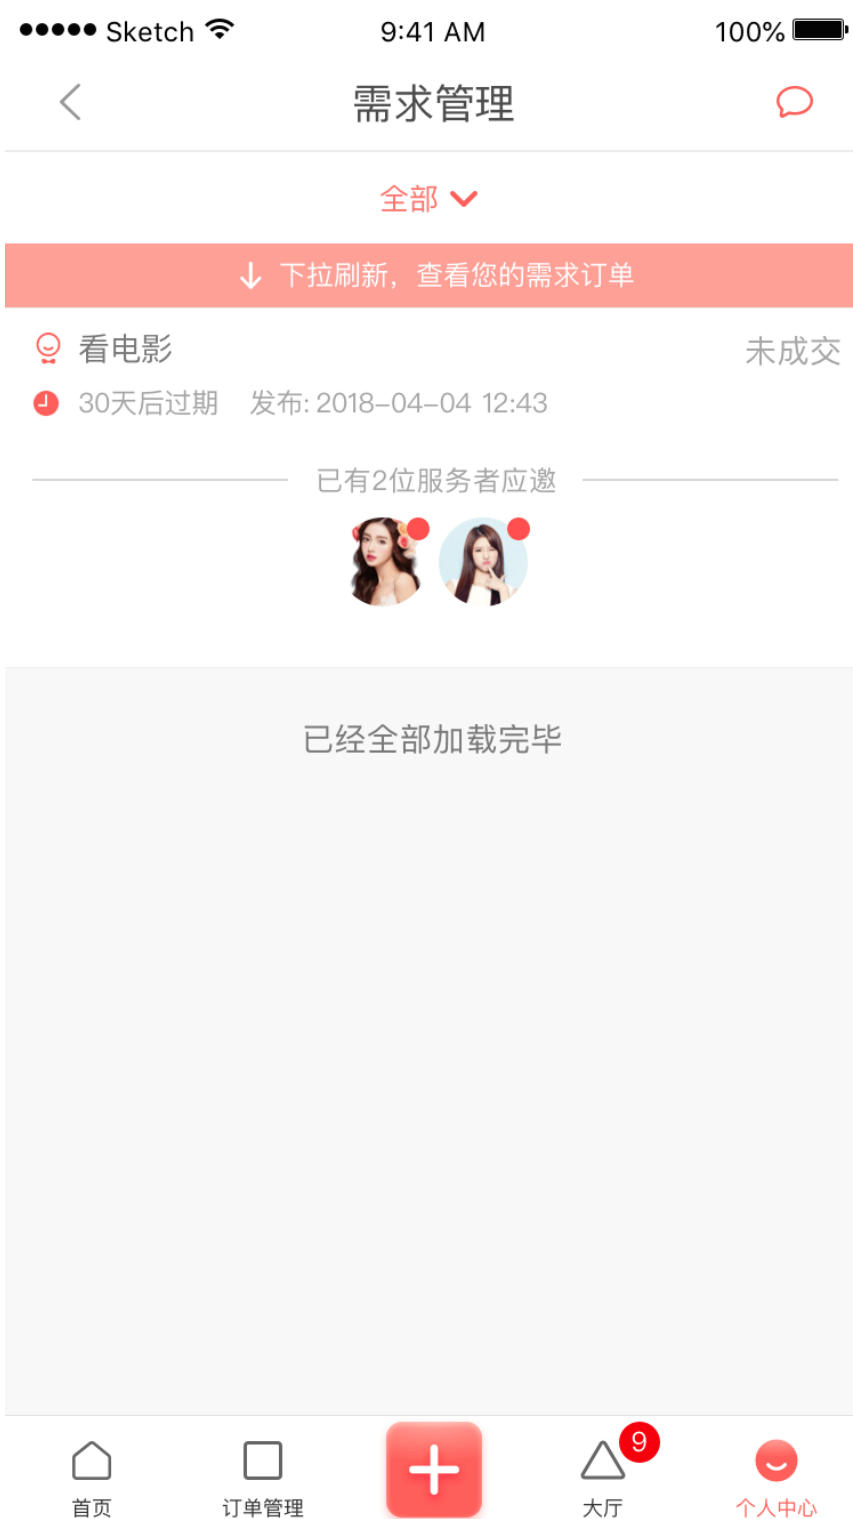 Sketch 9:41 AM 100%
需求管理
全部
下拉刷新，查看您的需求订单
看电影 未成交
30天后过期 发布: 2018-04-04 12:43
已有2位服务者应邀
已经全部加载完毕
9
首页 订单管理 大厅 个人中心